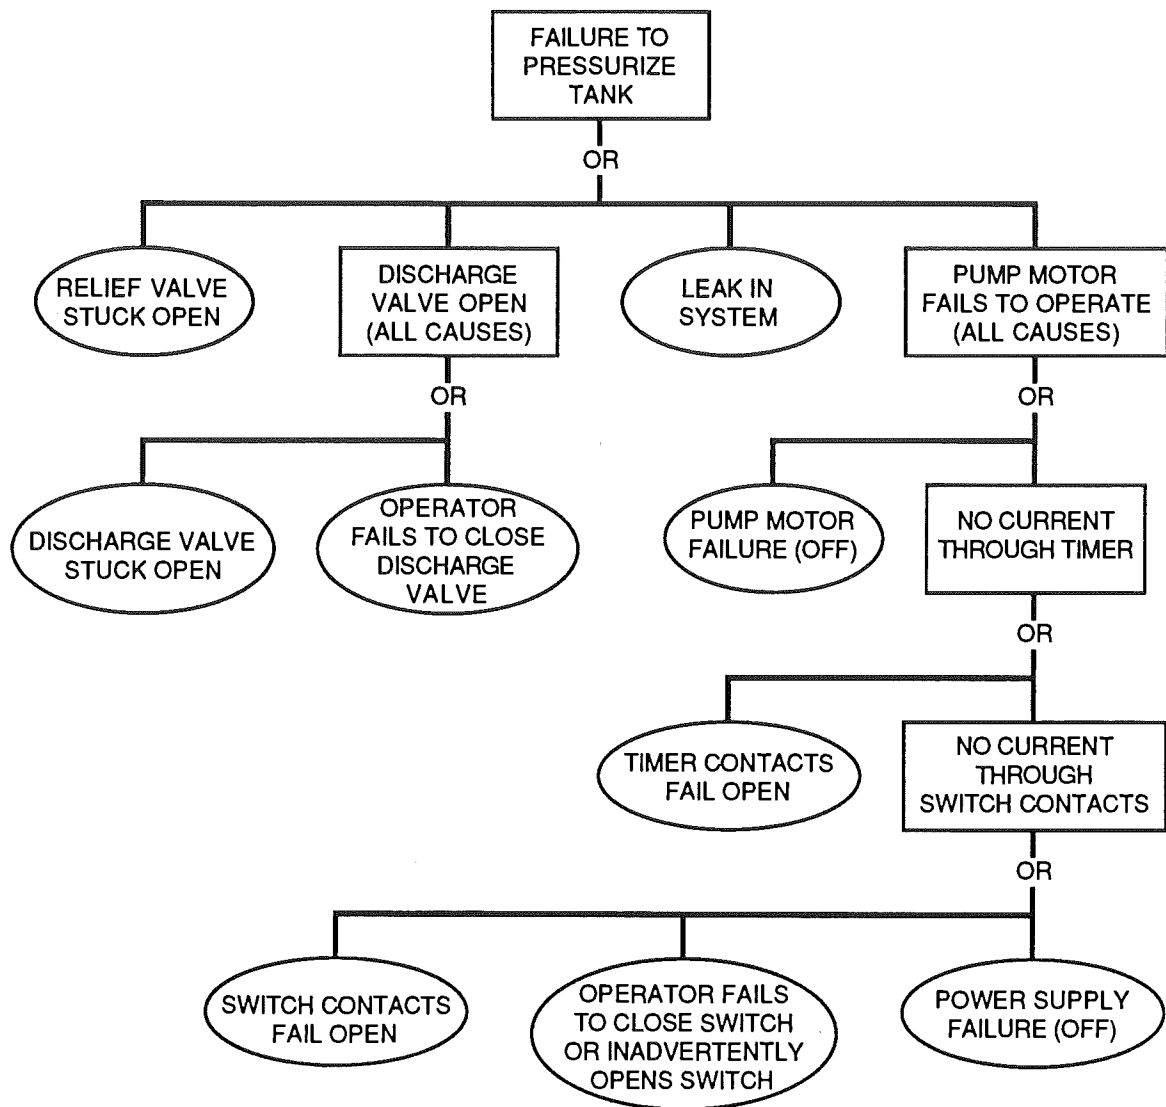 FAILURE TO
PRESSURIZE
TANK
OR
RELIEF VALVE
STUCK OPEN
DISCHARGE
VALVE OPEN
(ALL CAUSES)
LEAK IN
SYSTEM
PUMP MOTOR
FAILS TO OPERATE
(ALL CAUSES)
OR
OR
DISCHARGE VALVE
STUCK OPEN
OPERATOR
FAILS TO CLOSE
DISCHARGE
VALVE
PUMP MOTOR
FAILURE (OFF)
NO CURRENT
THROUGH TIMER
OR
TIMER CONTACTS
FAIL OPEN
NO CURRENT
THROUGH
SWITCH CONTACTS
OR
SWITCH CONTACTS
FAIL OPEN
OPERATOR FAILS
TO CLOSE SWITCH
OR INADVERTENTLY
OPENS SWITCH
POWER SUPPLY
FAILURE (OFF)